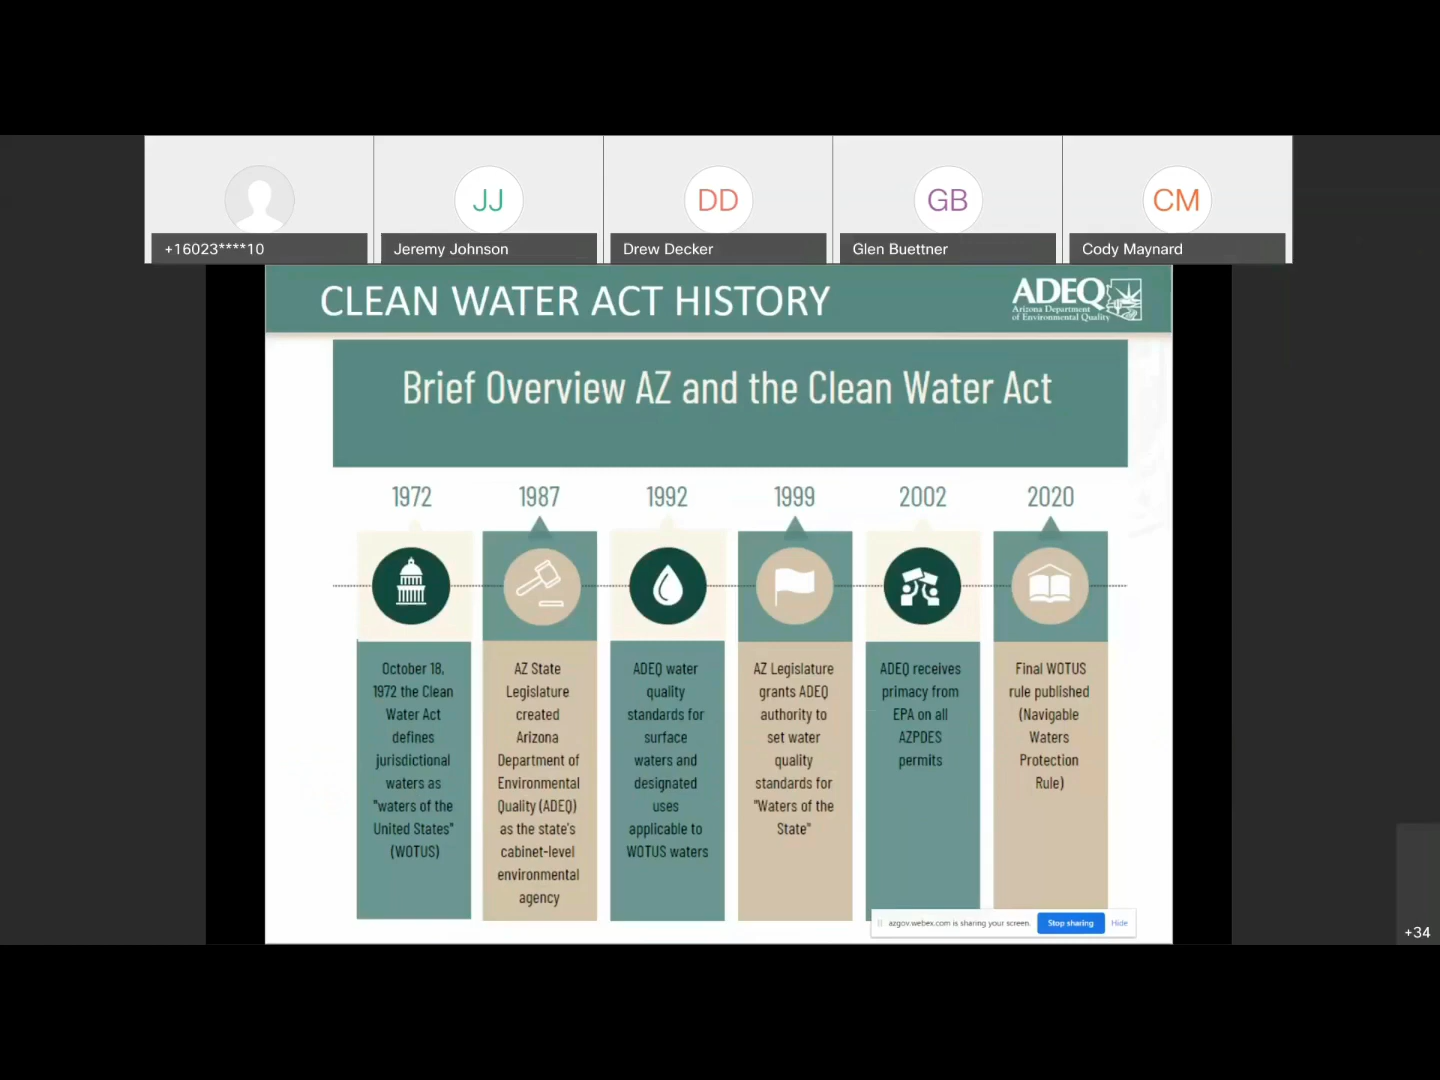 JJ
DD
GB
CM
+16023****10
Jeremy Johnson
Drew Decker
Glen Buettner
Cody Maynard
CLEAN WATER ACT HISTORY
ADEQ
Arizona Department
of Environmental Quality
Brief Overview AZ and the Clean Water Act
1972
October 18,
1972 the Clean
Water Act
defines
jurisdictional
waters as
"waters of the
United States"
(WOTUS)
1987
AZ State
Legislature
created
Arizona
Department of
Environmental
Quality (ADEQ)
as the state's
cabinet-level
environmental
agency
1992
ADEQ water
quality
standards for
surface
waters and
designated
uses
applicable to
WOTUS waters
1999
AZ Legislature
grants ADEQ
authority to
set water
quality
standards for
"Waters of the
State"
2002
ADEQ receives
primacy from
EPA on all
AZPDES
permits
2020
Final WOTUS
rule published
(Navigable
Waters
Protection
Rule)
azgov.webex.com is sharing your screen.
Stop sharing
Hide
+34